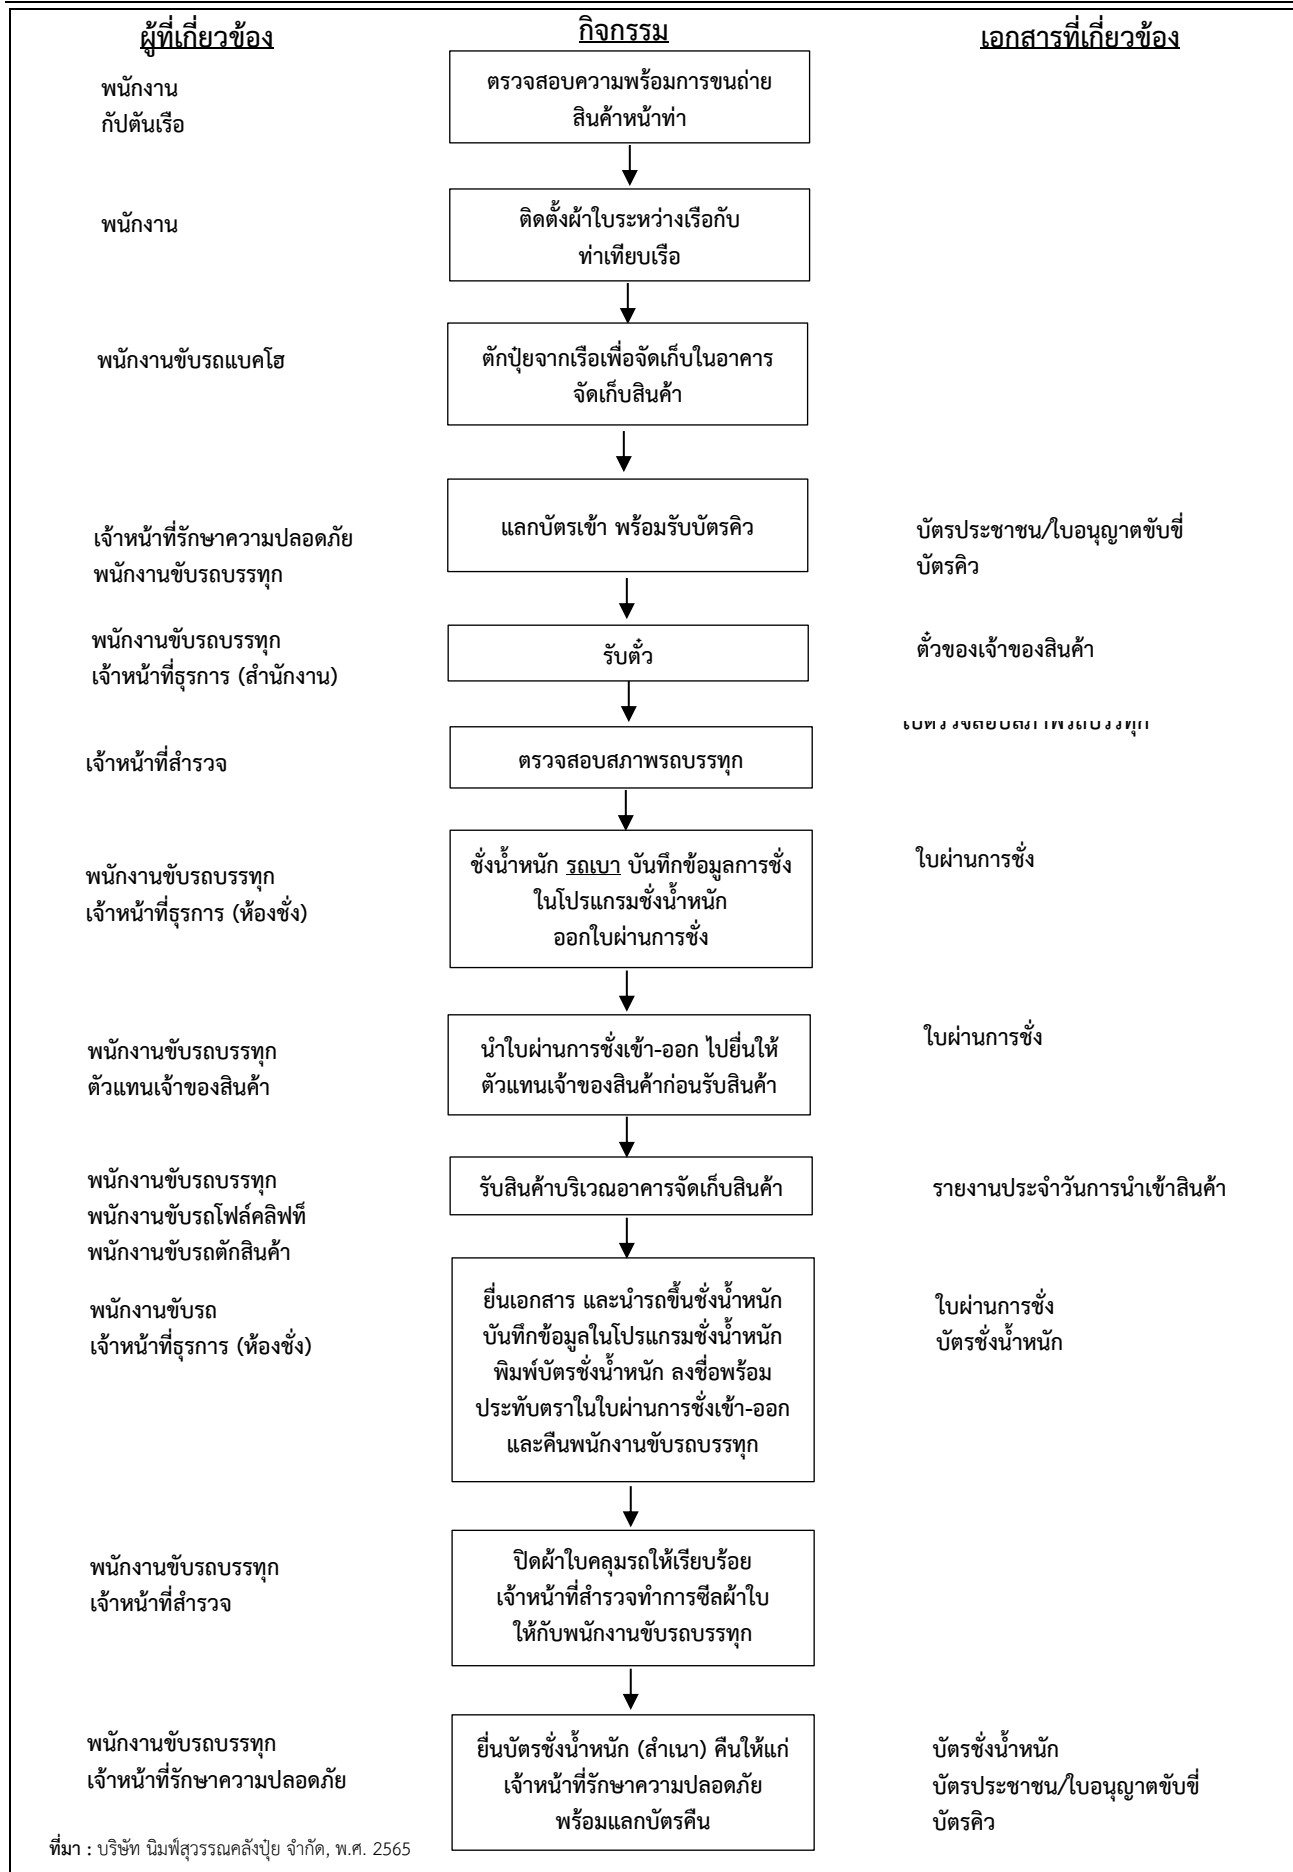 ผู้ที่เกี่ยวข้อง
กิจกรรม
เอกสารที่เกี่ยวข้อง
พนักงาน
กัปตันเรือ
ตรวจสอบความพร้อมการขนถ่าย
สินค้าหน้าท่า
พนักงาน
ติดตั้งผ้าใบระหว่างเรือกับ
ท่าเทียบเรือ
พนักงานขับรถแบคโฮ
ตักปุ๋ยจากเรือเพื่อจัดเก็บในอาคาร
จัดเก็บสินค้า
เจ้าหน้าที่รักษาความปลอดภัย
พนักงานขับรถบรรทุก
แลกบัตรเข้า พร้อมรับบัตรคิว
บัตรประชาชน/ใบอนุญาตขับขี่
บัตรคิว
พนักงานขับรถบรรทุก
เจ้าหน้าที่ธุรการ (สำนักงาน)
รับตั๋ว
ตั๋วของเจ้าของสินค้า
เจ้าหน้าที่สำรวจ
ตรวจสอบสภาพรถบรรทุก
พนักงานขับรถบรรทุก
เจ้าหน้าที่ธุรการ (ห้องชั่ง)
ชั่งน้ำหนัก รถเบา บันทึกข้อมูลการชั่ง
ในโปรแกรมชั่งน้ำหนัก
ออกใบผ่านการชั่ง
ใบผ่านการชั่ง
พนักงานขับรถบรรทุก
ตัวแทนเจ้าของสินค้า
นำใบผ่านการชั่งเข้า-ออก ไปยื่นให้
ตัวแทนเจ้าของสินค้าก่อนรับสินค้า
ใบผ่านการชั่ง
พนักงานขับรถบรรทุก
พนักงานขับรถโฟล์คลิฟท์
พนักงานขับรถตักสินค้า
รับสินค้าบริเวณอาคารจัดเก็บสินค้า
รายงานประจำวันการนำเข้าสินค้า
พนักงานขับรถ
เจ้าหน้าที่ธุรการ (ห้องชั่ง)
ยื่นเอกสาร และนำรถขึ้นชั่งน้ำหนัก
บันทึกข้อมูลในโปรแกรมชั่งน้ำหนัก
พิมพ์บัตรชั่งน้ำหนัก ลงชื่อพร้อม
ประทับตราในใบผ่านการชั่งเข้า-ออก
และคืนพนักงานขับรถบรรทุก
ใบผ่านการชั่ง
บัตรชั่งน้ำหนัก
พนักงานขับรถบรรทุก
เจ้าหน้าที่สำรวจ
ปิดผ้าใบคลุมรถให้เรียบร้อย
เจ้าหน้าที่สำรวจทำการซีลผ้าใบ
ให้กับพนักงานขับรถบรรทุก
พนักงานขับรถบรรทุก
เจ้าหน้าที่รักษาความปลอดภัย
ยื่นบัตรชั่งน้ำหนัก (สำเนา) คืนให้แก่
เจ้าหน้าที่รักษาความปลอดภัย
พร้อมแลกบัตรคืน
บัตรชั่งน้ำหนัก
บัตรประชาชน/ใบอนุญาตขับขี่
บัตรคิว
ที่มา : บริษัท นิมฟ์สุวรรณคลังปุ๋ย จำกัด, พ.ศ. 2565